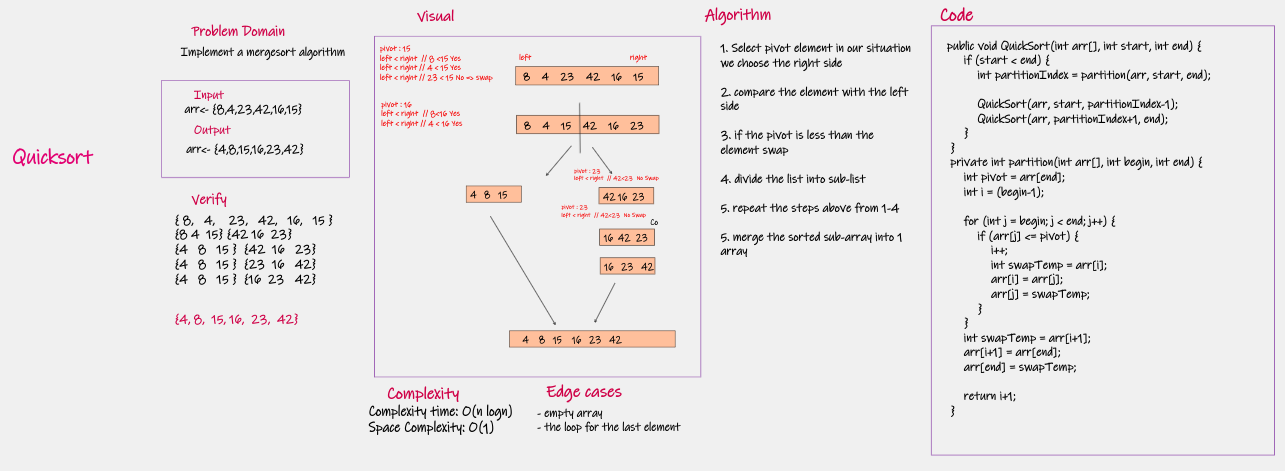 Quicksort
Problem Domain
Implement a mergesort algorithm
Input
arr<- {8,4,23,42,16,15}
Output
arr<- {4,8,15,16,23,42}
Verify
{ 8, 4, 23, 42, 16, 15 }
{8 4 15} {42 16 23}
{4 8 15 } {42 16 23}
{4 8 15 } {23 16 42}
{4 8 15 } {16 23 42}
{4, 8, 15, 16, 23, 42}
Visual
pivot : 15
left < right // 8 <15 Yes
left < right // 4 < 15 Yes
left < right // 23 < 15 No => Swap
pivot : 16
left < right // 8<16 Yes
left < right // 4 < 16 Yes
left right
8 4 23 42 16 15
8 4 15 42 16 23
pivot : 23
left < right // 42<23 No Swap
4 8 15
42 16 23
pivot : 23
left < right // 42<23 No Swap
Co
16 42 23
16 23 42
4 8 15 16 23 42
Complexity
Complexity time: O(n logn)
Space Complexity: O(1)
Edge cases
- empty array
- the loop for the last element
Algorithm
1. Select pivot element in our situation
we choose the right side
2. compare the element with the left
side
3. if the pivot is less than the
element swap
4. divide the list into sub-list
5. repeat the steps above from 1-4
5. merge the sorted sub-array into 1
array
Code
public void QuickSort(int arr[], int start, int end) {
if (start < end) {
int partitionIndex = partition(arr, start, end);
QuickSort(arr, start, partitionIndex-1);
QuickSort(arr, partitionIndex+1, end);
}
}
private int partition(int arr[], int begin, int end) {
int pivot = arr[end];
int i = (begin-1);
for (int j = begin; j < end; j++) {
if (arr[j] <= pivot) {
i++;
int swapTemp = arr[i];
arr[i] = arr[j];
arr[j] = swapTemp;
}
}
int swapTemp = arr[i+1];
arr[i+1] = arr[end];
arr[end] = swapTemp;
return i+1;
}